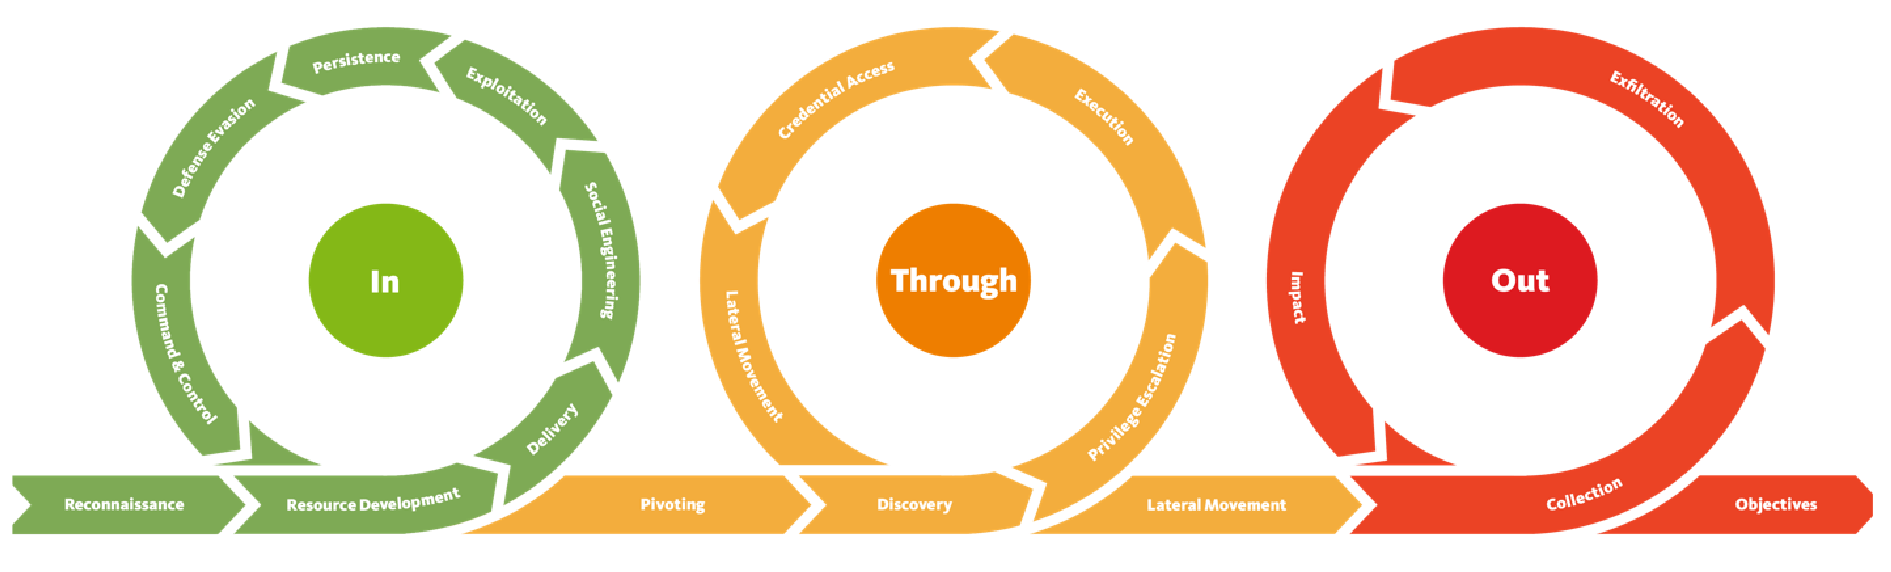 Reconnaissance
Resource Development
Delivery
Social Engineering
Exploitation
Persistence
Defense Evasion
Command & Control
In
Pivoting
Discovery
Privilege Escalation
Execution
Credential Access
Lateral Movement
Through
Lateral Movement
Collection
Exfiltration
Impact
Out
Objectives